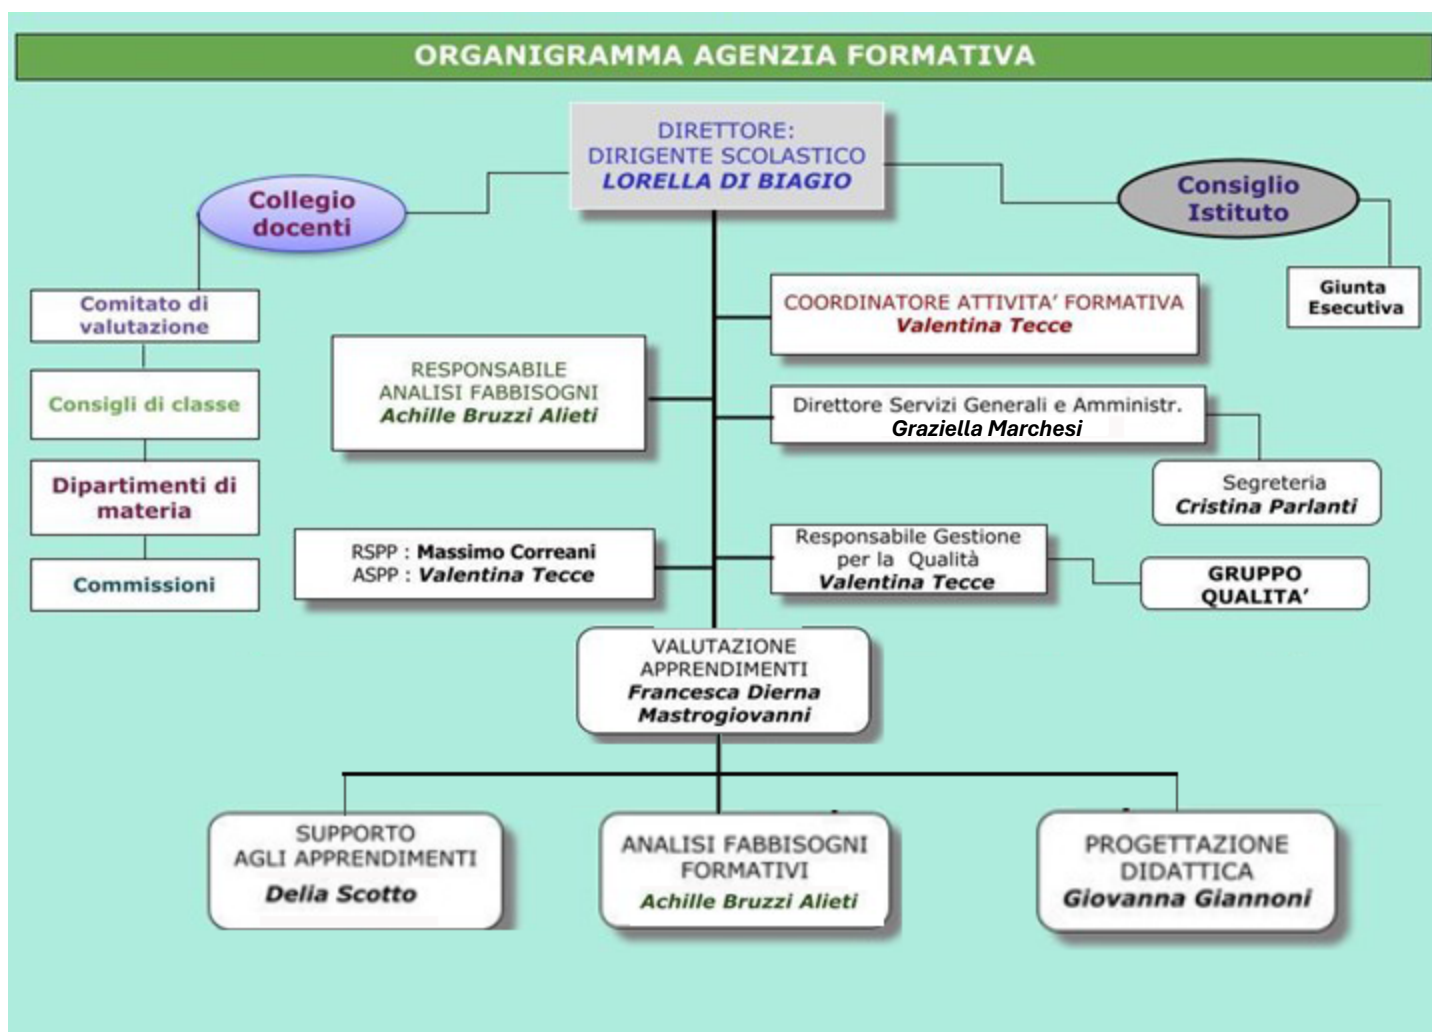 ORGANIGRAMMA AGENZIA FORMATIVA
DIRETTORE:
DIRIGENTE SCOLASTICO
LORELLA DI BIAGIO
Collegio
docenti
Consiglio
Istituto
Giunta
Esecutiva
Comitato di
valutazione
Consigli di classe
Dipartimenti di
materia
Commissioni
COORDINATORE ATTIVITA’ FORMATIVA
Valentina Tecce
RESPONSABILE
ANALISI FABBISOGNI
Achille Bruzzi Alieti
Direttore Servizi Generali e Amministr.
Graziella Marchesi
Segreteria
Cristina Parlanti
RSPP : Massimo Correani
ASPP : Valentina Tecce
Responsabile Gestione
per la Qualità
Valentina Tecce
GRUPPO
QUALITA’
VALUTAZIONE
APPRENDIMENTI
Francesca Dierna
Mastrogiovanni
SUPPORTO
AGLI APPRENDIMENTI
Delia Scotto
ANALISI FABBISOGNI
FORMATIVI
Achille Bruzzi Alieti
PROGETTAZIONE
DIDATTICA
Giovanna Giannoni